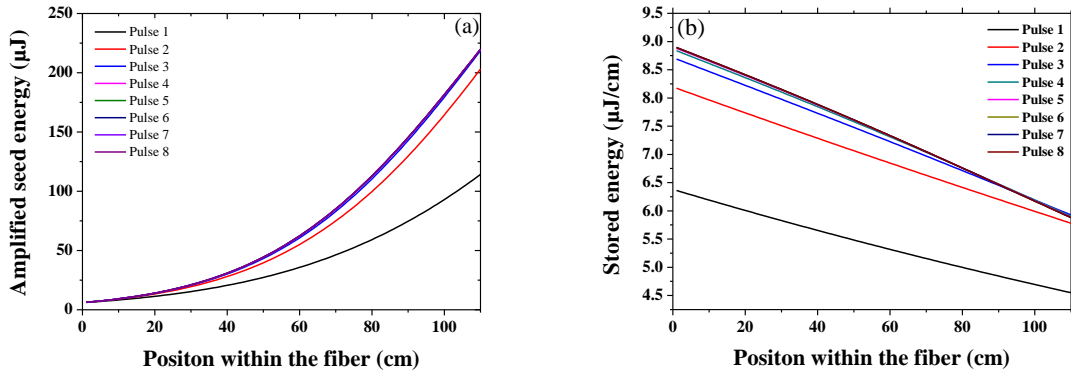 (a)
Amplified seed energy (µJ)
250
200
150
100
50
0
Pulse 1
Pulse 2
Pulse 3
Pulse 4
Pulse 5
Pulse 6
Pulse 7
Pulse 8
0 20 40 60 80 100
Positon within the fiber (cm)
(b)
Stored energy (µJ/cm)
9.5
9.0
8.5
8.0
7.5
7.0
6.5
6.0
5.5
5.0
4.5
Pulse 1
Pulse 2
Pulse 3
Pulse 4
Pulse 5
Pulse 6
Pulse 7
Pulse 8
0 20 40 60 80 100
Positon within the fiber (cm)